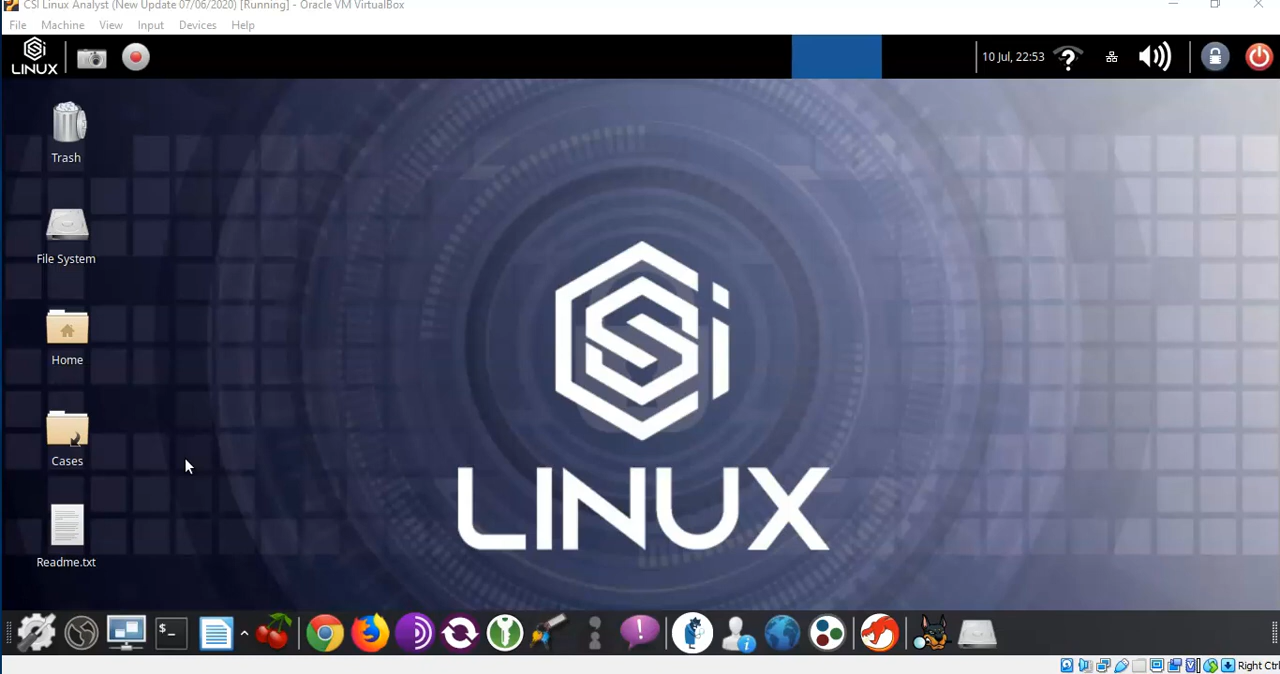 CSI Linux Analyst (New Update 07/06/2020) [Running] - Oracle VM VirtualBox
File Machine View Input Devices Help
LINUX
10 Jul, 22:53
Trash
File System
Home
Cases
Readme.txt
CSi
LINUX
Right Ctrl